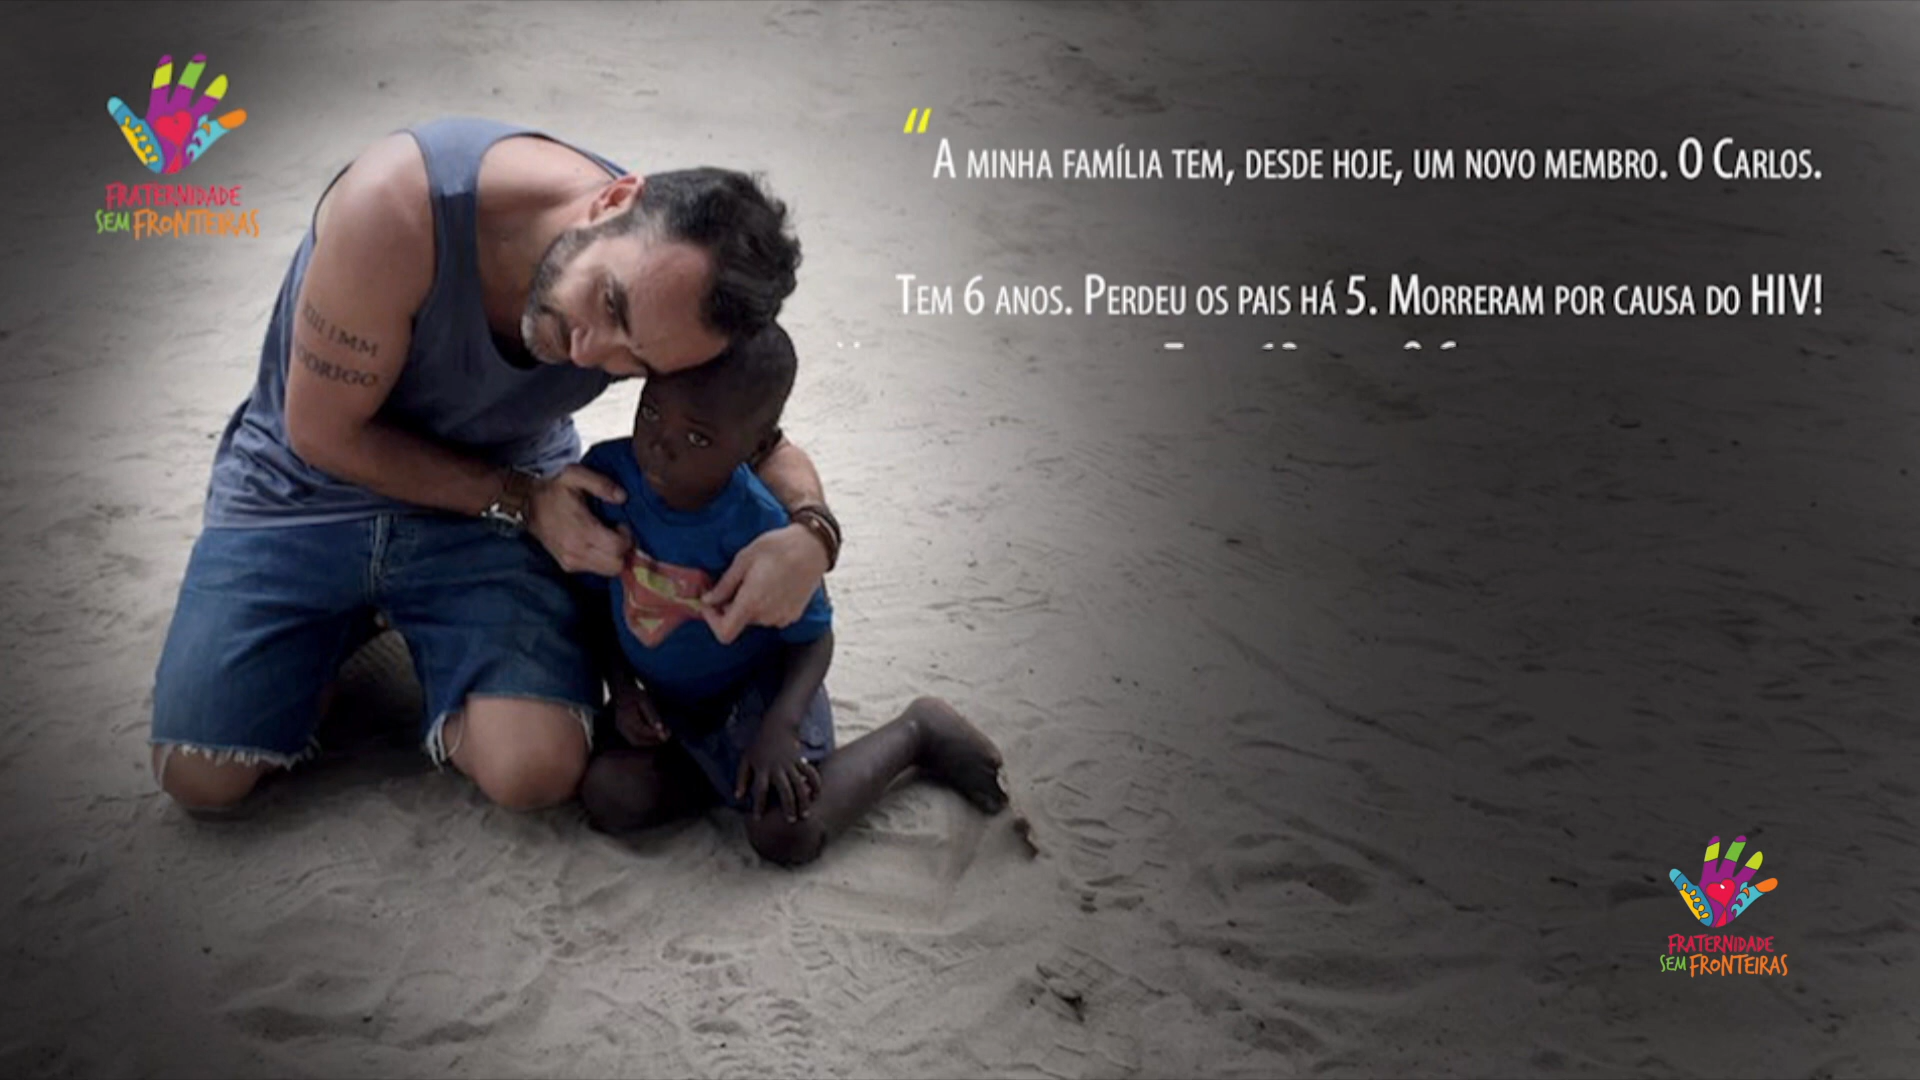 FRATERNIDADE
SEM FRONTEIRAS
“A MINHA FAMÍLIA TEM, DESDE HOJE, UM NOVO MEMBRO. O CARLOS.
TEM 6 ANOS. PERDEU OS PAIS HÁ 5. MORRERAM POR CAUSA DO HIV!
FRATERNIDADE
SEM FRONTEIRAS